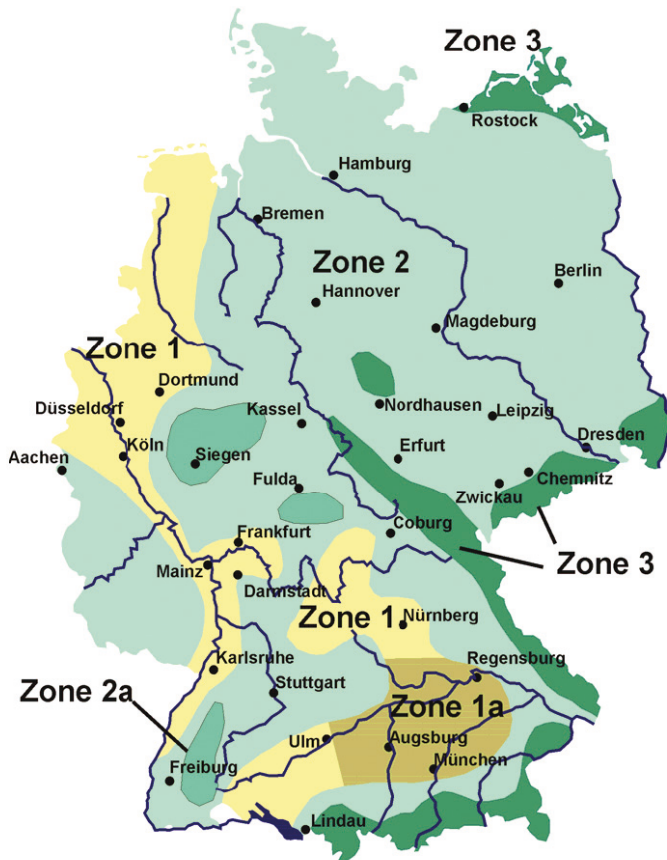 Zone 3
Rostock
Hamburg
Bremen
Zone 2
Berlin
Hannover
Magdeburg
Zone 1
Dortmund
Nordhausen
Leipzig
Düsseldorf
Kassel
Dresden
Köln
Siegen
Erfurt
Aachen
Fulda
Chemnitz
Zwickau
Coburg
Frankfurt
Zone 3
Mainz
Darmstadt
Zone 1
Nürnberg
Karlsruhe
Regensburg
Zone 2a
Stuttgart
Zone 1a
Ulm
Augsburg
München
Freiburg
Lindau